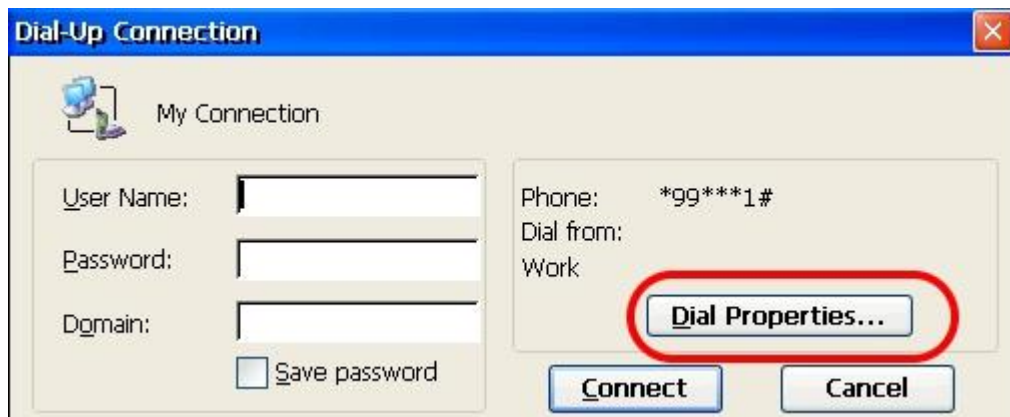 Dial-Up Connection
My Connection
User Name:
Password:
Domain:
Save password
Phone: *99***1#
Dial from:
Work
Dial Properties...
Connect Cancel